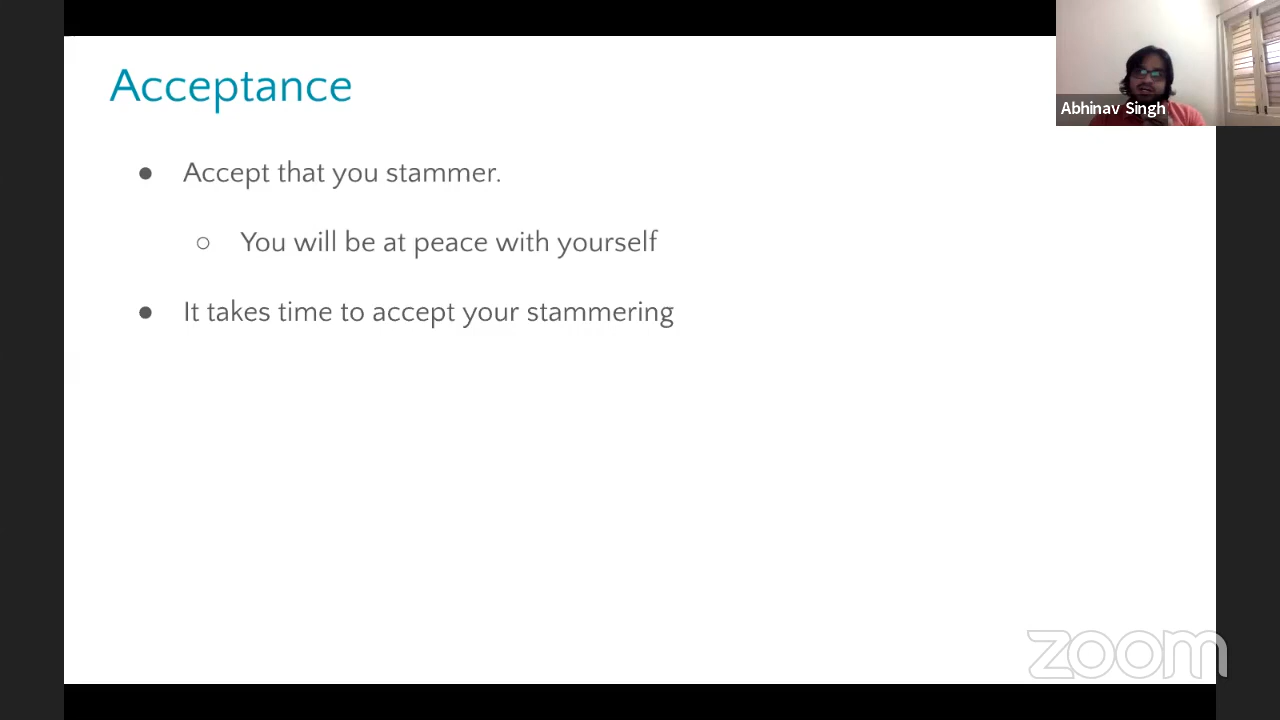 Acceptance
Abhinav Singh
● Accept that you stammer.
○ You will be at peace with yourself
● It takes time to accept your stammering
zoom